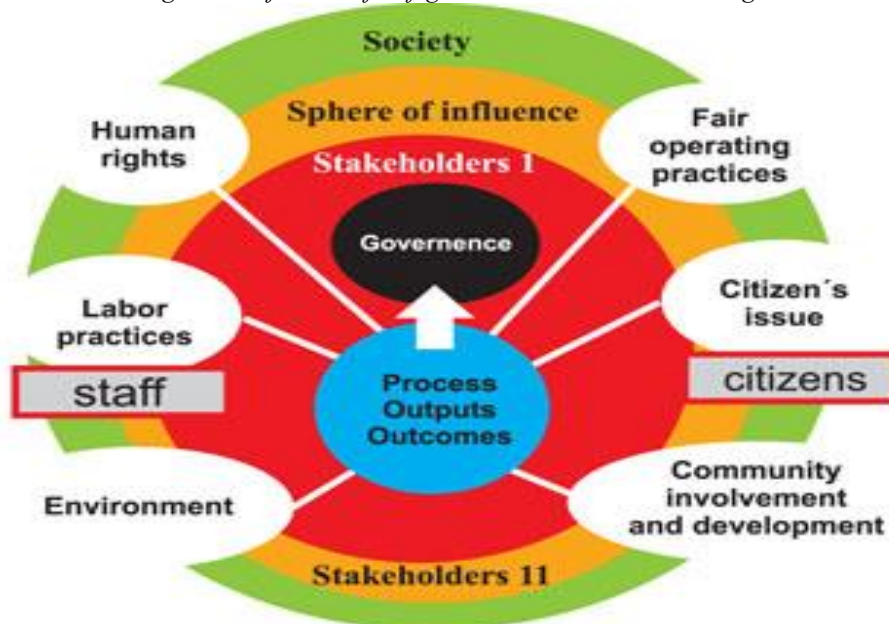 Society
Sphere of influence
Stakeholders 1
Human
rights
Fair
operating
practices
Governence
Labor
practices
Citizen´s
issue
staff
citizens
Process
Outputs
Outcomes
Environment
Community
involvement
and development
Stakeholders 11